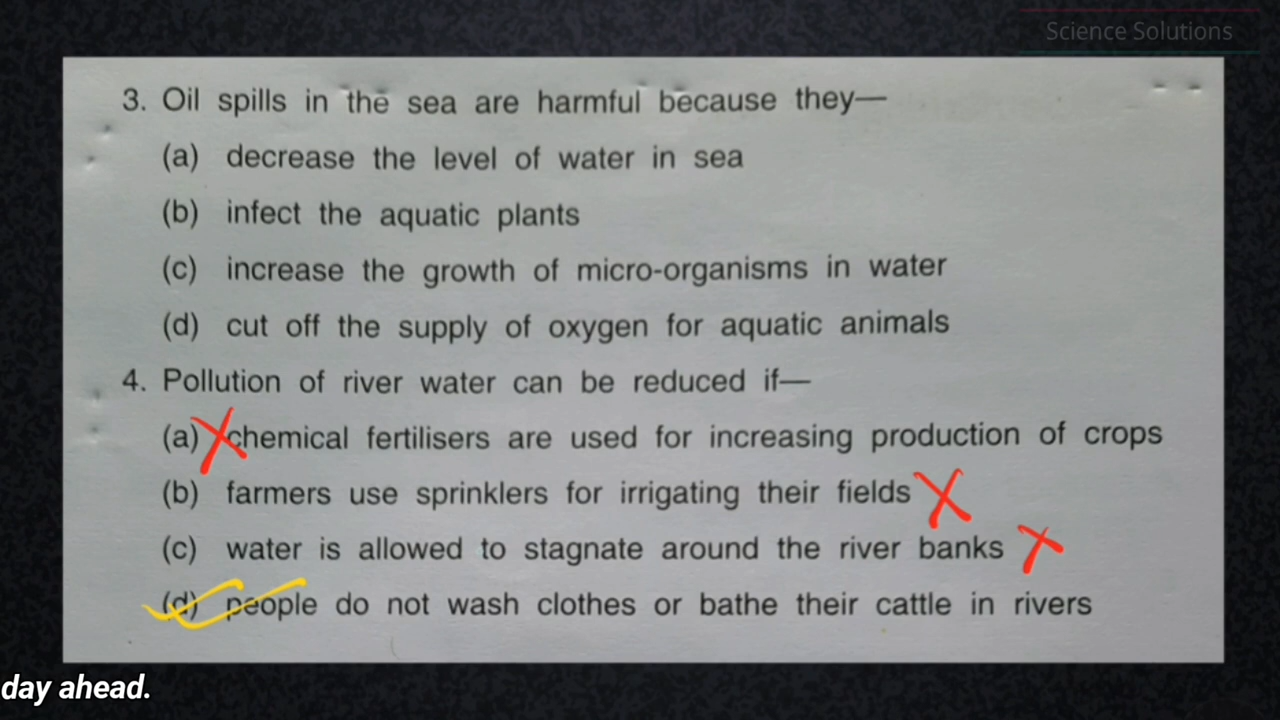 Science Solutions
3. Oil spills in the sea are harmful because they—
(a) decrease the level of water in sea
(b) infect the aquatic plants
(c) increase the growth of micro-organisms in water
(d) cut off the supply of oxygen for aquatic animals
4. Pollution of river water can be reduced if—
(a) chemical fertilisers are used for increasing production of crops
(b) farmers use sprinklers for irrigating their fields
(c) water is allowed to stagnate around the river banks
(d) people do not wash clothes or bathe their cattle in rivers
day ahead.